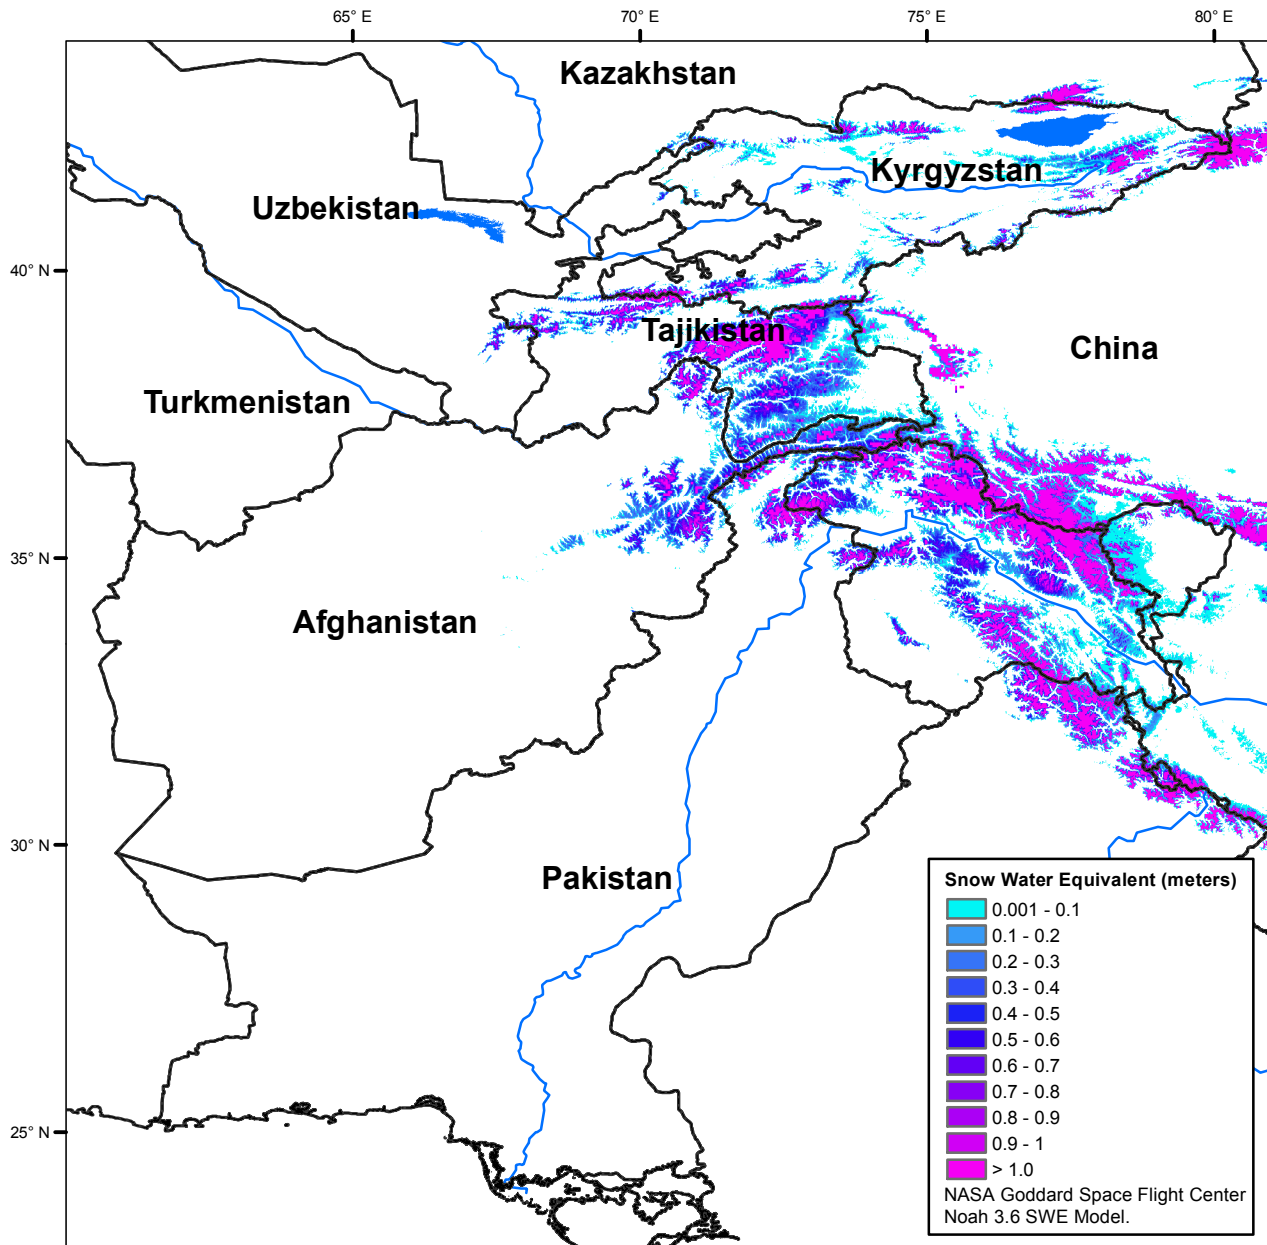 65° E
70° E
75° E
80° E
Kazakhstan
Kyrgyzstan
Uzbekistan
40° N
Tajikistan
China
Turkmenistan
35° N
Afghanistan
30° N
Pakistan
25° N
Snow Water Equivalent (meters)
0.001 - 0.1
0.1 - 0.2
0.2 - 0.3
0.3 - 0.4
0.4 - 0.5
0.5 - 0.6
0.6 - 0.7
0.7 - 0.8
0.8 - 0.9
0.9 - 1
> 1.0
NASA Goddard Space Flight Center
Noah 3.6 SWE Model.